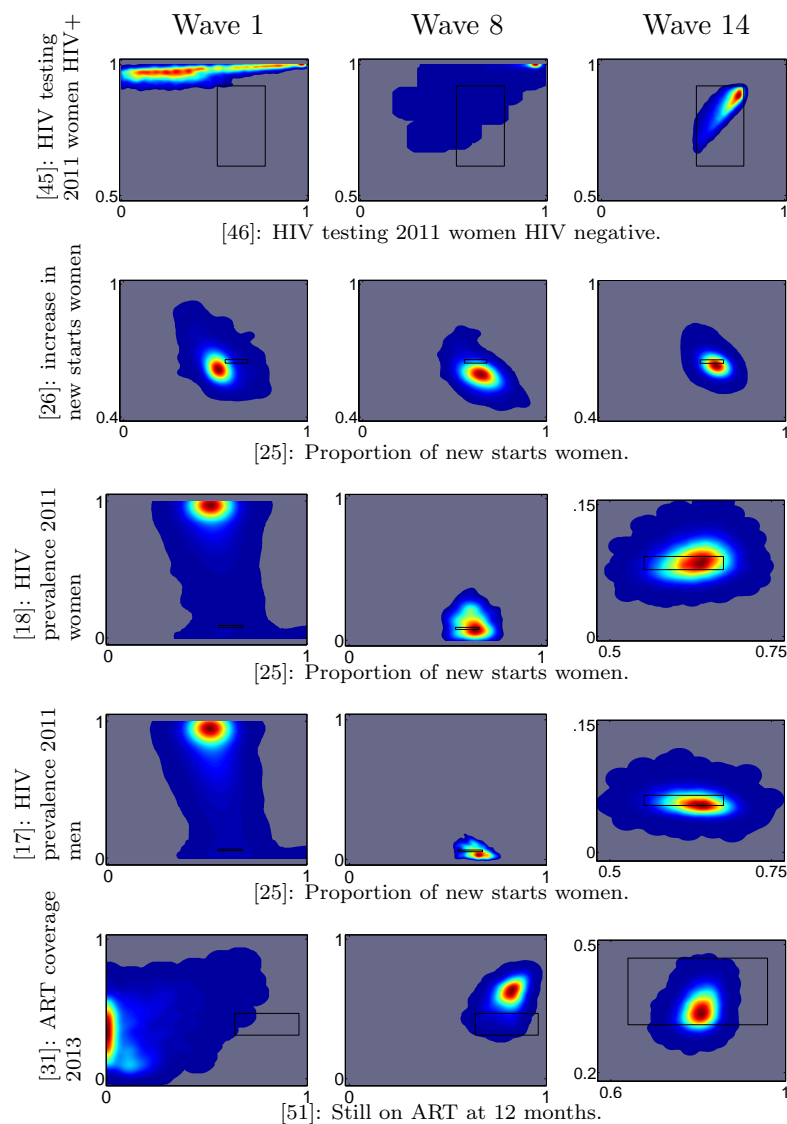 Wave 1 Wave 8 Wave 14
[45]: HIV testing
2011 women HIV+
1
0.5
0 1
1
0.5
0 1
1
0.5
0 1
[46]: HIV testing 2011 women HIV negative.
[26]: increase in
new starts women
1
0.4
0 1
1
0.4
0 1
1
0.4
0 1
[25]: Proportion of new starts women.
[18]: HIV
prevalence 2011
women
1
0
0 1
1
0
0 1
.15
0
0.5 0.75
[25]: Proportion of new starts women.
[17]: HIV
prevalence 2011
men
1
0
0 1
1
0
0 1
.15
0
0.5 0.75
[25]: Proportion of new starts women.
[31]: ART coverage
2013
1
0
0 1
1
0
0 1
0.5
0.2
0.6 1
[51]: Still on ART at 12 months.